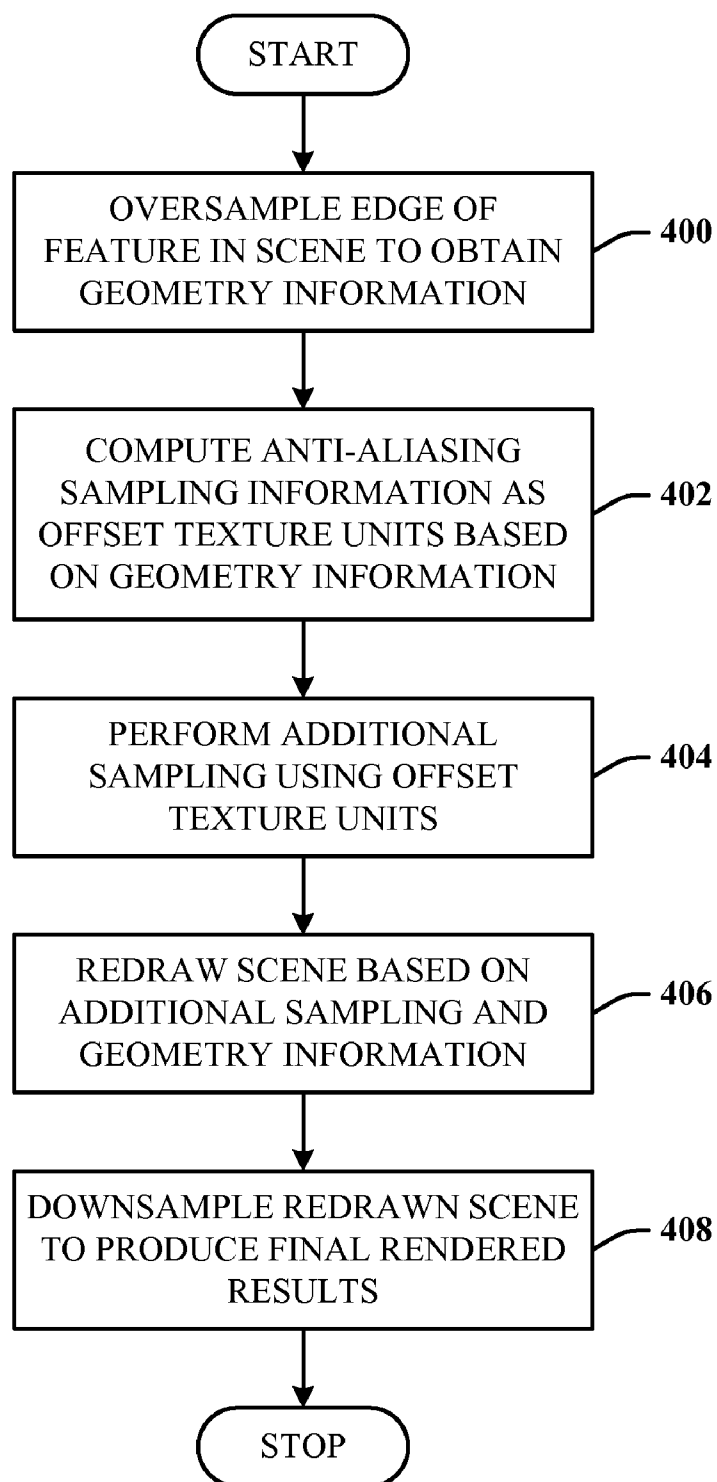 START
OVERSAMPLE EDGE OF
FEATURE IN SCENE TO OBTAIN
GEOMETRY INFORMATION
400
COMPUTE ANTI-ALIASING
SAMPLING INFORMATION AS
OFFSET TEXTURE UNITS BASED
ON GEOMETRY INFORMATION
402
PERFORM ADDITIONAL
SAMPLING USING OFFSET
TEXTURE UNITS
404
REDRAW SCENE BASED ON
ADDITIONAL SAMPLING AND
GEOMETRY INFORMATION
406
DOWNSAMPLE REDRAWN SCENE
TO PRODUCE FINAL RENDERED
RESULTS
408
STOP